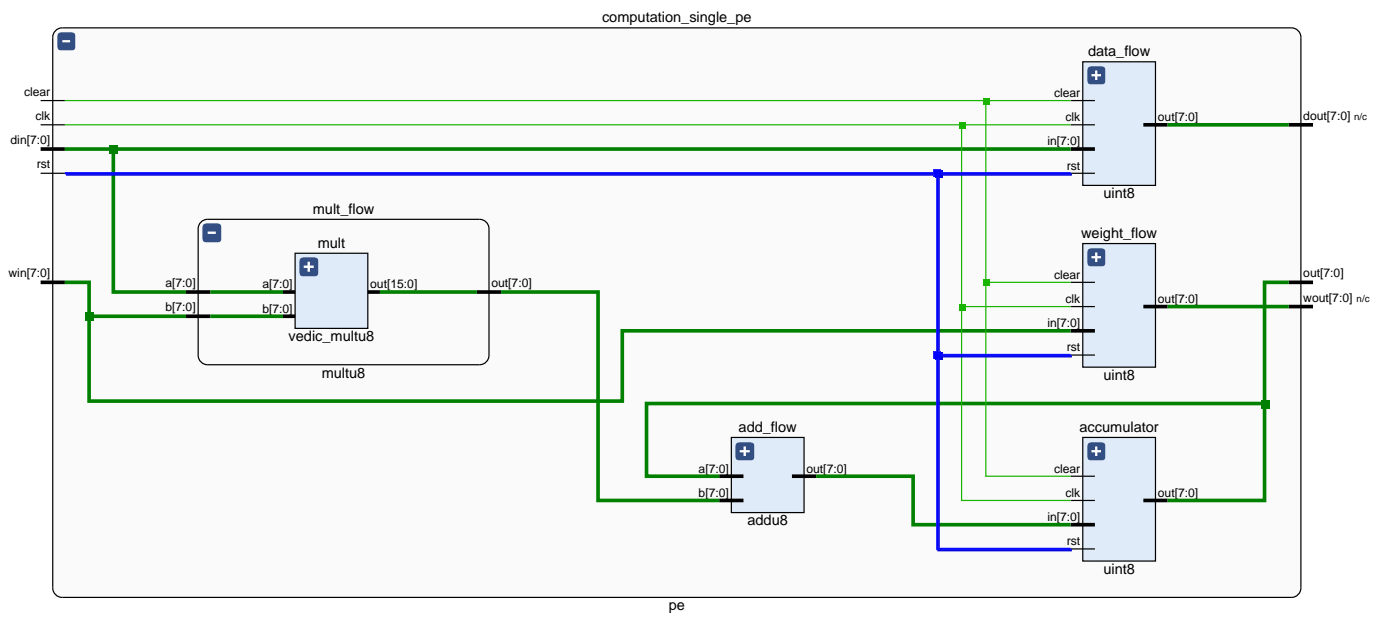 computation_single_pe
data_flow
clear
clk
din[7:0]
rst
clear
clk
in[7:0]
rst
out[7:0]
dout[7:0] n/c
uint8
mult_flow
mult
win[7:0]
a[7:0]
b[7:0]
a[7:0]
b[7:0]
out[15:0]
out[7:0]
vedic_multu8
multu8
weight_flow
clear
clk
in[7:0]
rst
out[7:0]
out[7:0]
wout[7:0] n/c
uint8
add_flow
a[7:0]
b[7:0]
out[7:0]
addu8
accumulator
clear
clk
in[7:0]
rst
out[7:0]
uint8
pe